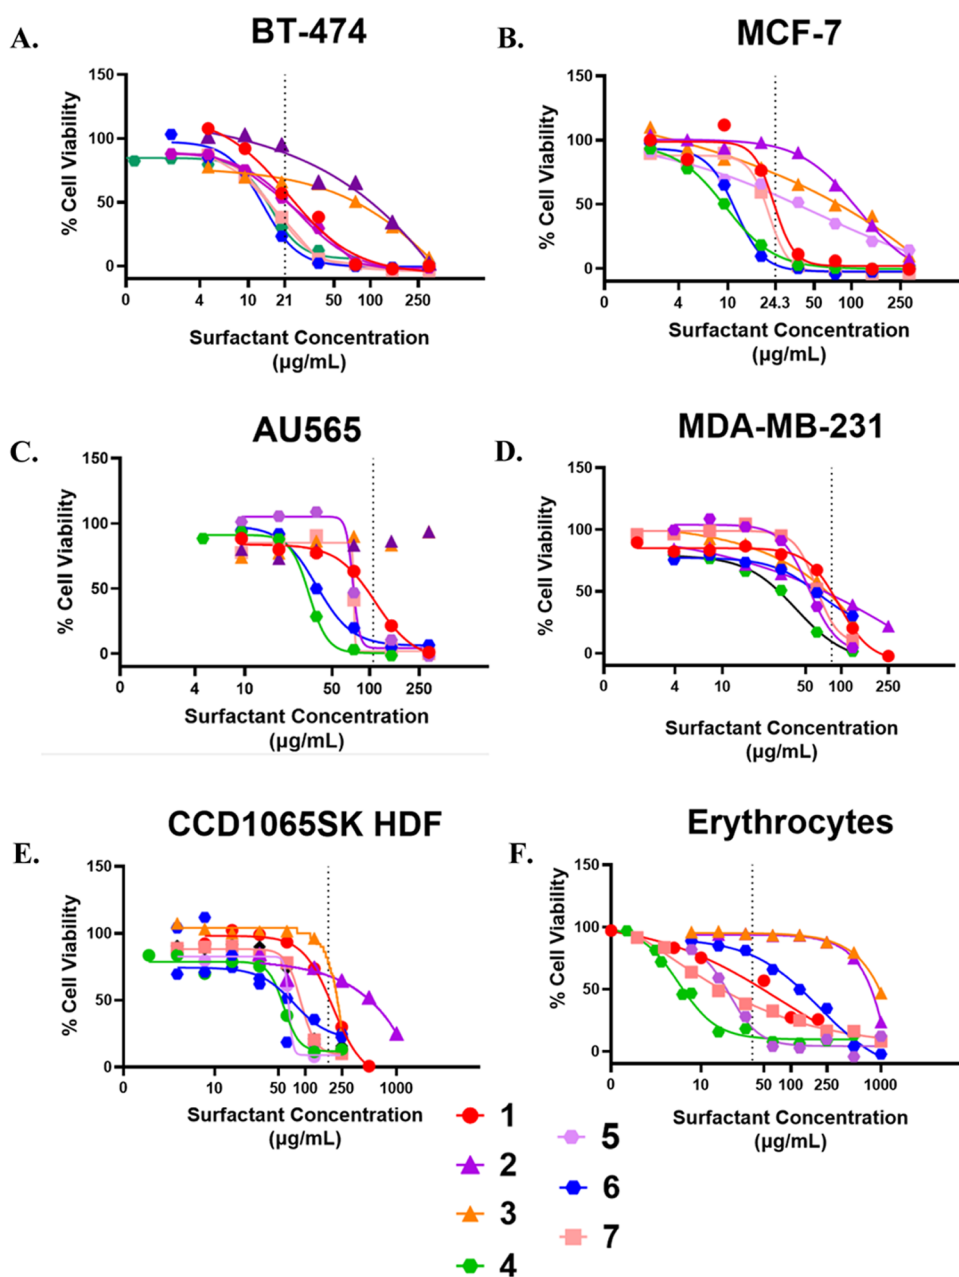 A.
BT-474
% Cell Viability
150
100
50
0
0 4 10 21 50 100 250
Surfactant Concentration
(µg/mL)
B.
MCF-7
% Cell Viability
150
100
50
0
0 4 10 24.3 50 100 250
Surfactant Concentration
(µg/mL)
C.
AU565
% Cell Viability
150
100
50
0
0 4 10 50 100 250
Surfactant Concentration
(µg/mL)
D.
MDA-MB-231
% Cell Viability
150
100
50
0
0 4 10 50 100 250
Surfactant Concentration
(µg/mL)
E.
CCD1065SK HDF
% Cell Viability
150
100
50
0
0 10 50 100 250 1000
Surfactant Concentration
(µg/mL)
F.
Erythrocytes
% Cell Viability
150
100
50
0
0 10 50 100 250 1000
Surfactant Concentration
(µg/mL)
1
2
3
4
5
6
7